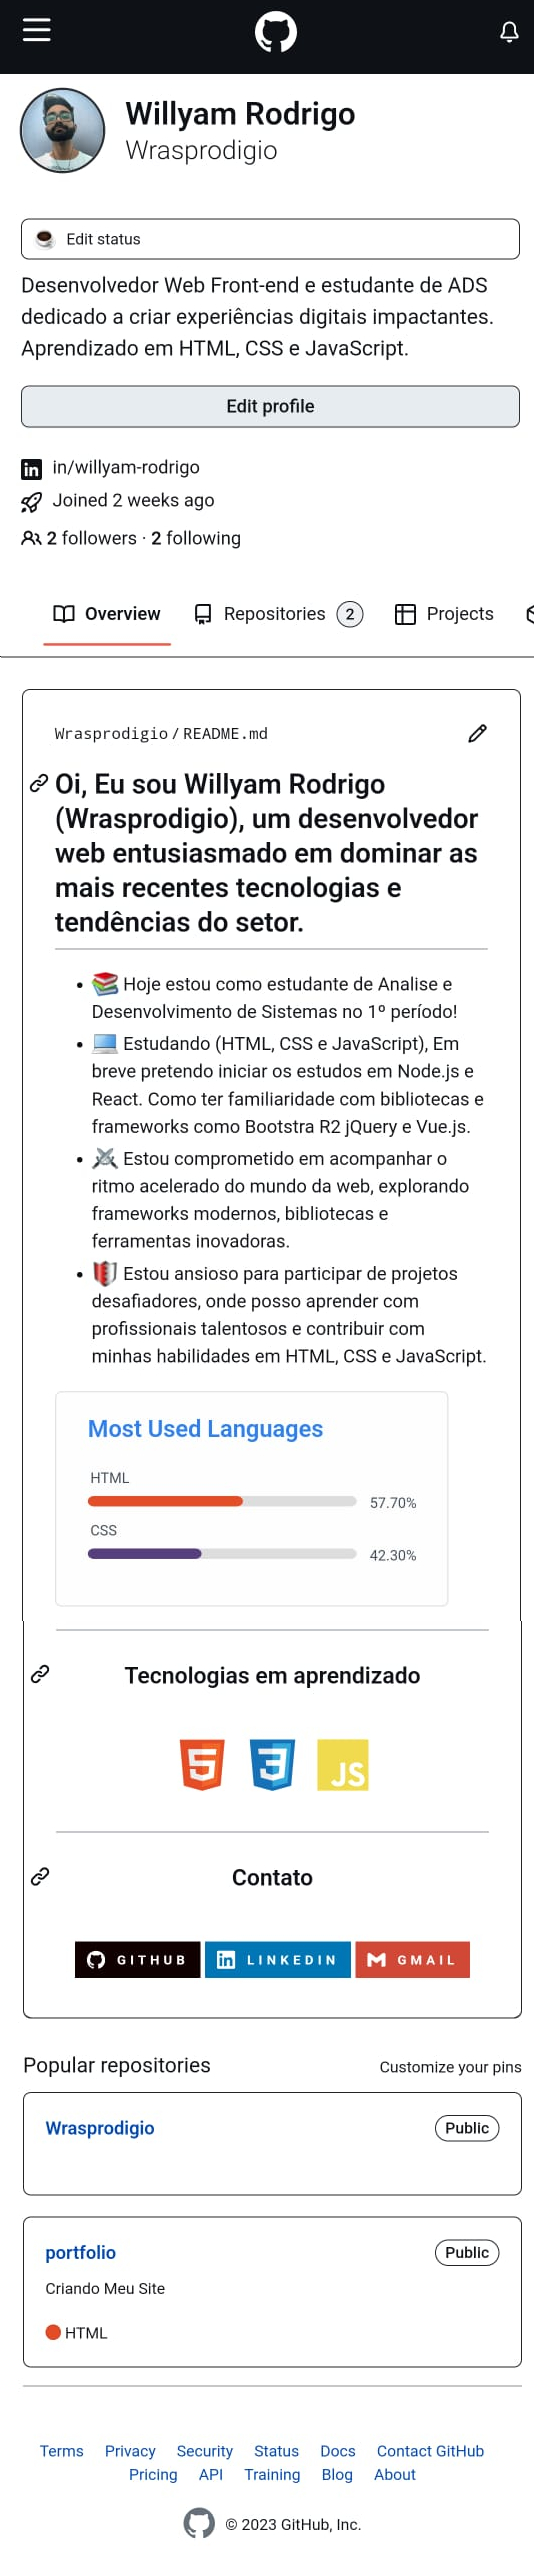 Willyam Rodrigo
Wrasprodigio
Edit status
Desenvolvedor Web Front-end e estudante de ADS
dedicado a criar experiências digitais impactantes.
Aprendizado em HTML, CSS e JavaScript.
Edit profile
in/willyam-rodrigo
Joined 2 weeks ago
2 followers · 2 following
Overview Repositories 2 Projects
Wrasprodigio/README.md
Oi, Eu sou Willyam Rodrigo
(Wrasprodigio), um desenvolvedor
web entusiasmado em dominar as
mais recentes tecnologias e
tendências do setor.
Hoje estou como estudante de Analise e
Desenvolvimento de Sistemas no 1º período!
Estudando (HTML, CSS e JavaScript), Em
breve pretendo iniciar os estudos em Node.js e
React. Como ter familiaridade com bibliotecas e
frameworks como Bootstra R2 jQuery e Vue.js.
Estou comprometido em acompanhar o
ritmo acelerado do mundo da web, explorando
frameworks modernos, bibliotecas e
ferramentas inovadoras.
Estou ansioso para participar de projetos
desafiadores, onde posso aprender com
profissionais talentosos e contribuir com
minhas habilidades em HTML, CSS e JavaScript.
Most Used Languages
HTML
57.70%
CSS
42.30%
Tecnologias em aprendizado
5 3 JS
Contato
GITHUB LINKEDIN GMAIL
Popular repositories Customize your pins
Wrasprodigio Public
portfolio Public
Criando Meu Site
HTML
Terms Privacy Security Status Docs Contact GitHub
Pricing API Training Blog About
© 2023 GitHub, Inc.